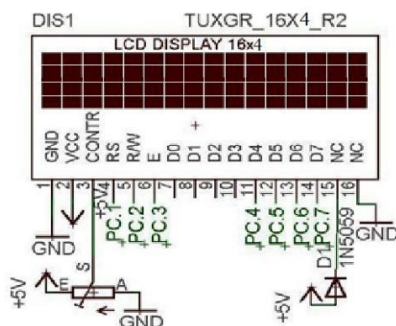 DIS1 TUXGR_16X4_R2
LCD DISPLAY 16x4
GND VCC CONTR RS R/W E D0 D1 D2 D3 D4 D5 D6 D7 NC NC
1 2 3 4 5 6 7 8 9 10 11 12 13 14 15 16
+5V PC.1 PC.2 PC.3 PC.4 PC.5 PC.6 PC.7 D1 1N5059
GND GND
S
+5V E A +5V
GND